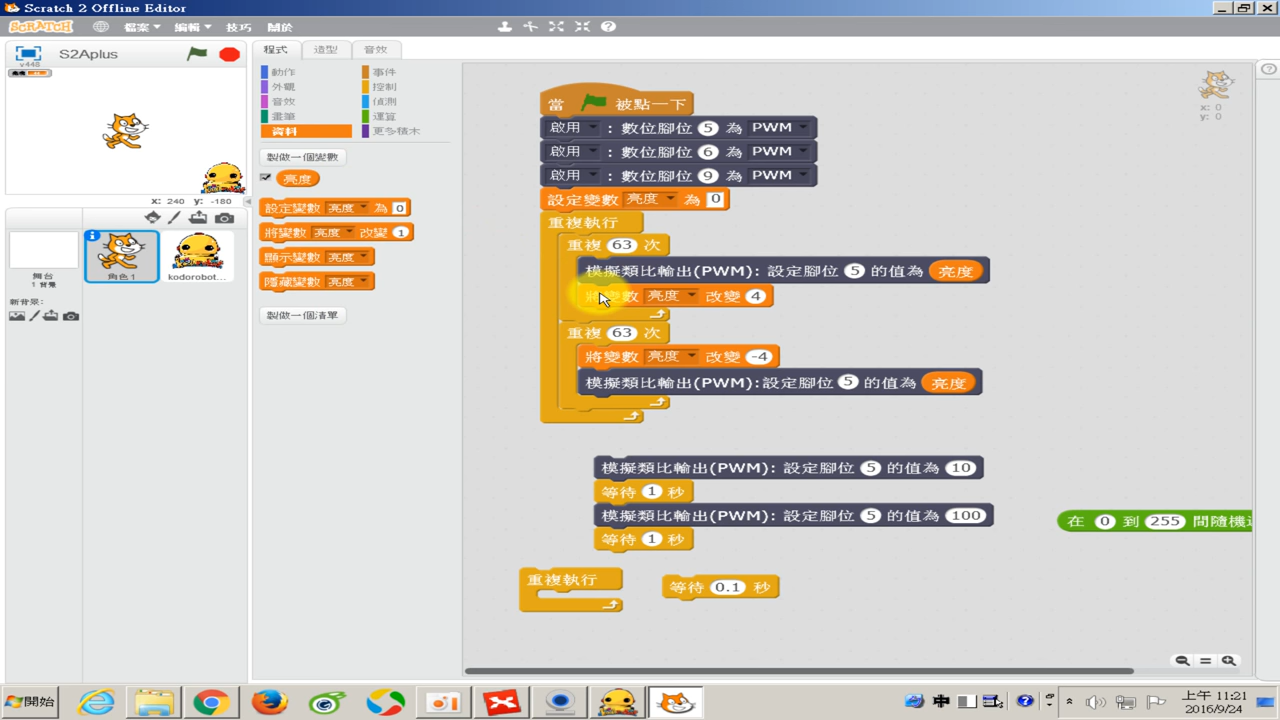 Scratch 2 Offline Editor
SCRATCH 檔案 編輯 技巧 關於
v448
S2Aplus
x: 240 y: -180
舞台
1 背景
角色1
kodorobot...
新背景:
程式 造型 音效
動作 事件
外觀 控制
音效 偵測
畫筆 運算
資料 更多積木
製做一個變數
亮度
設定變數 亮度 為 0
將變數 亮度 改變 1
顯示變數 亮度
隱藏變數 亮度
製做一個清單
x: 0
y: 0
當 被點一下
啟用 : 數位腳位 5 為 PWM
啟用 : 數位腳位 6 為 PWM
啟用 : 數位腳位 9 為 PWM
設定變數 亮度 為 0
重複執行
重複 63 次
模擬類比輸出(PWM): 設定腳位 5 的值為 亮度
將變數 亮度 改變 4
重複 63 次
將變數 亮度 改變 -4
模擬類比輸出(PWM): 設定腳位 5 的值為 亮度
模擬類比輸出(PWM): 設定腳位 5 的值為 10
等待 1 秒
模擬類比輸出(PWM): 設定腳位 5 的值為 100
等待 1 秒
在 0 到 255 間隨機
重複執行
等待 0.1 秒
開始
上午 11:21
2016/9/24